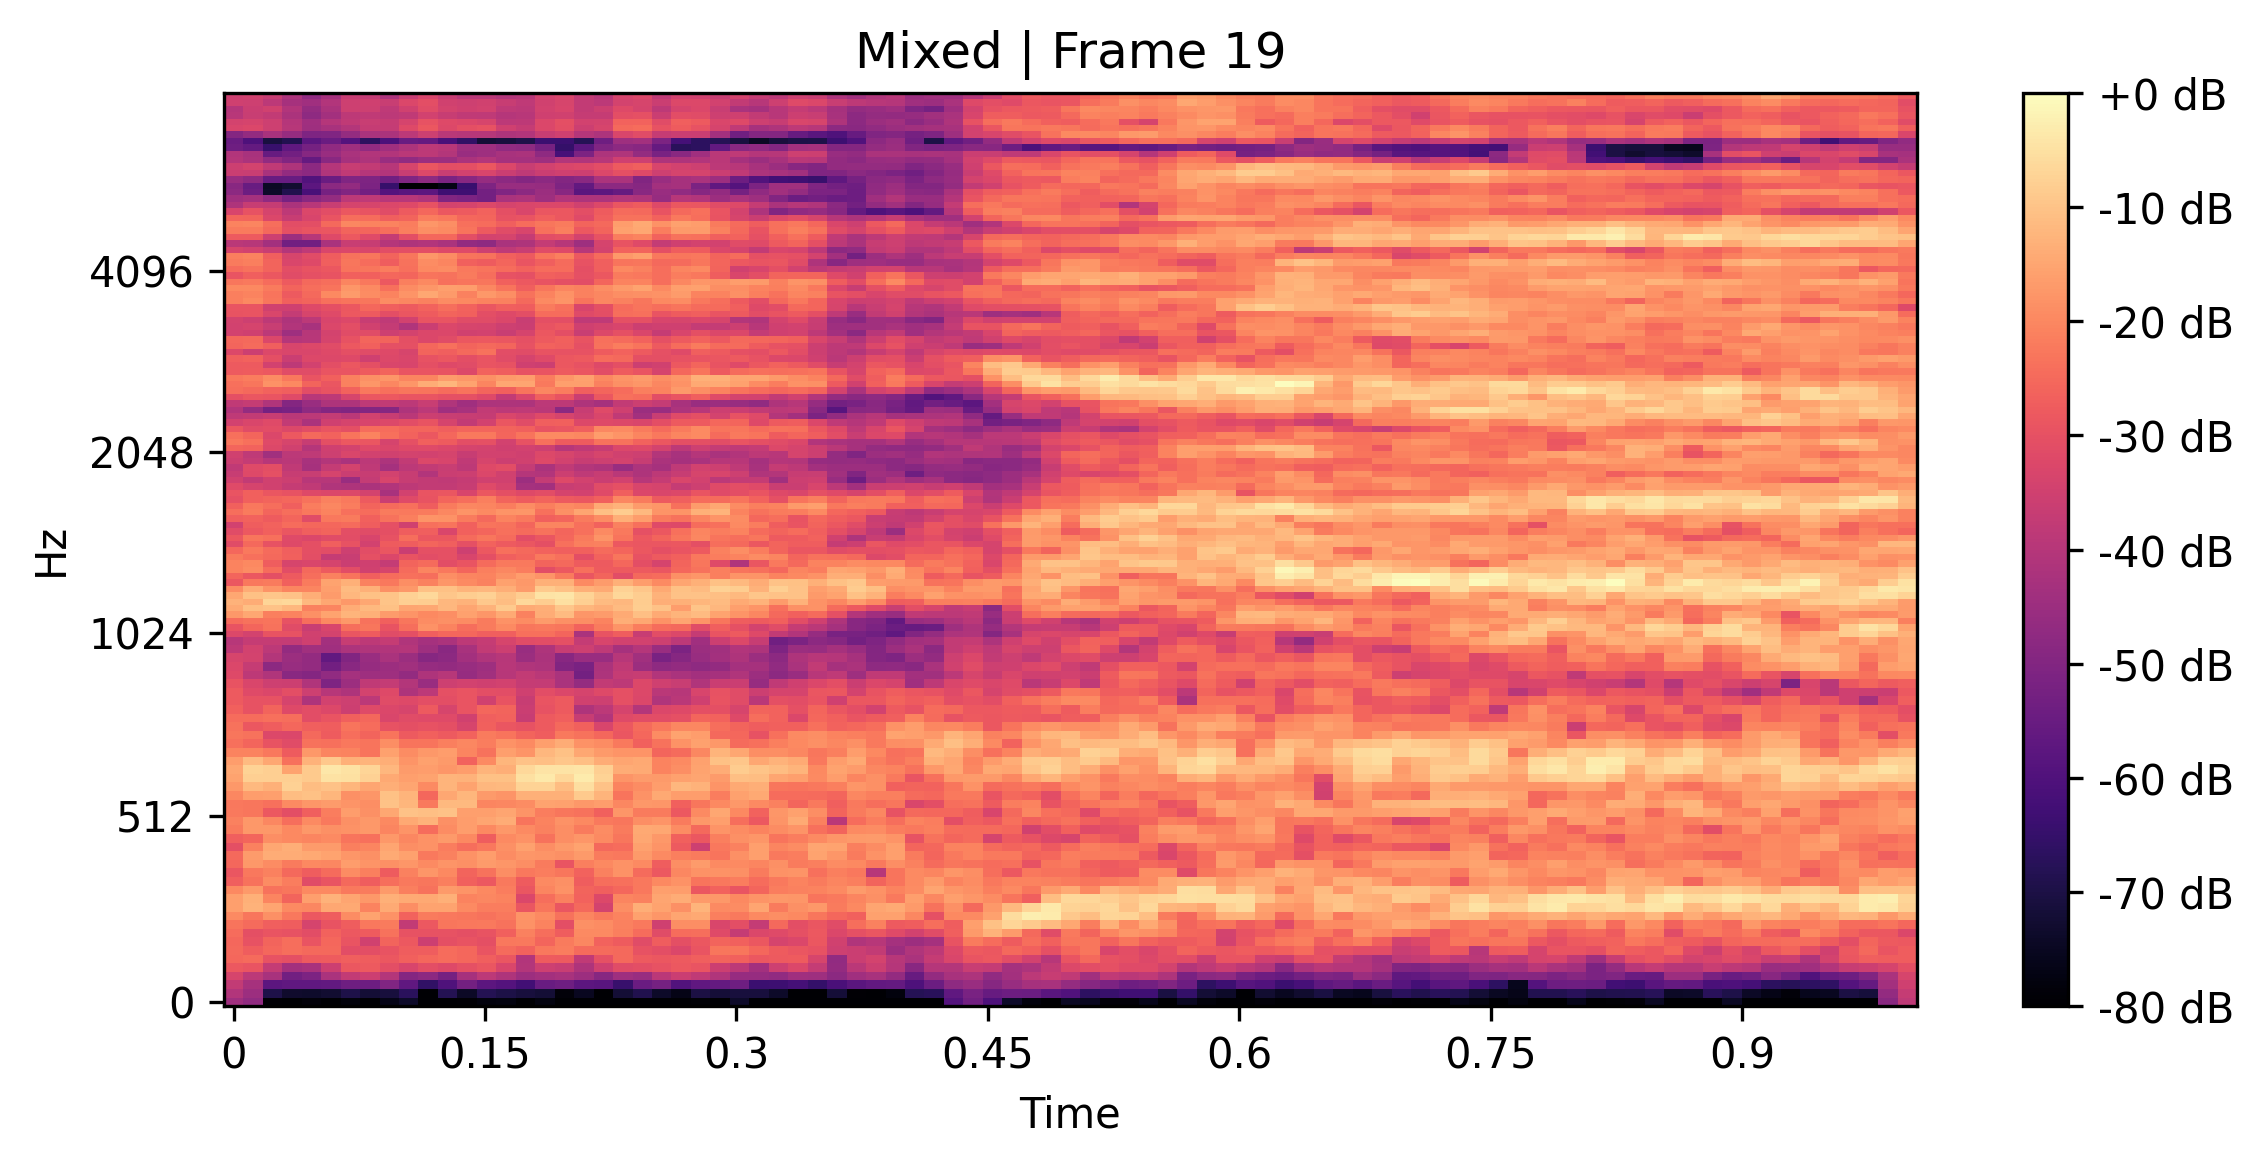 Mixed | Frame 19
+0 dB
-10 dB
-20 dB
-30 dB
-40 dB
-50 dB
-60 dB
-70 dB
-80 dB
4096
2048
1024
512
0
Hz
0 0.15 0.3 0.45 0.6 0.75 0.9
Time